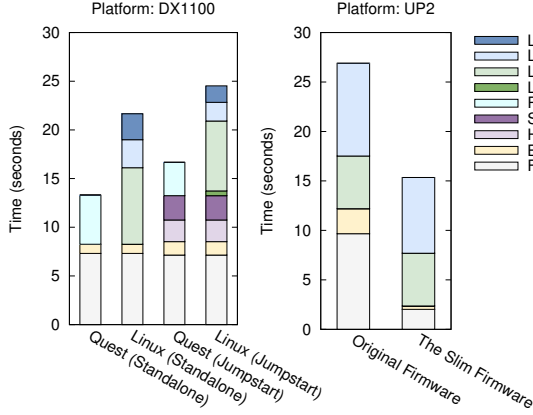 Platform: DX1100
Platform: UP2
Time (seconds)
30
25
20
15
10
5
0
Quest (Standalone)
Linux (Standalone)
Quest (Jumpstart)
Linux (Jumpstart)
Time (seconds)
30
25
20
15
10
5
0
Original Firmware
The Slim Firmware
L
L
L
L
S
H